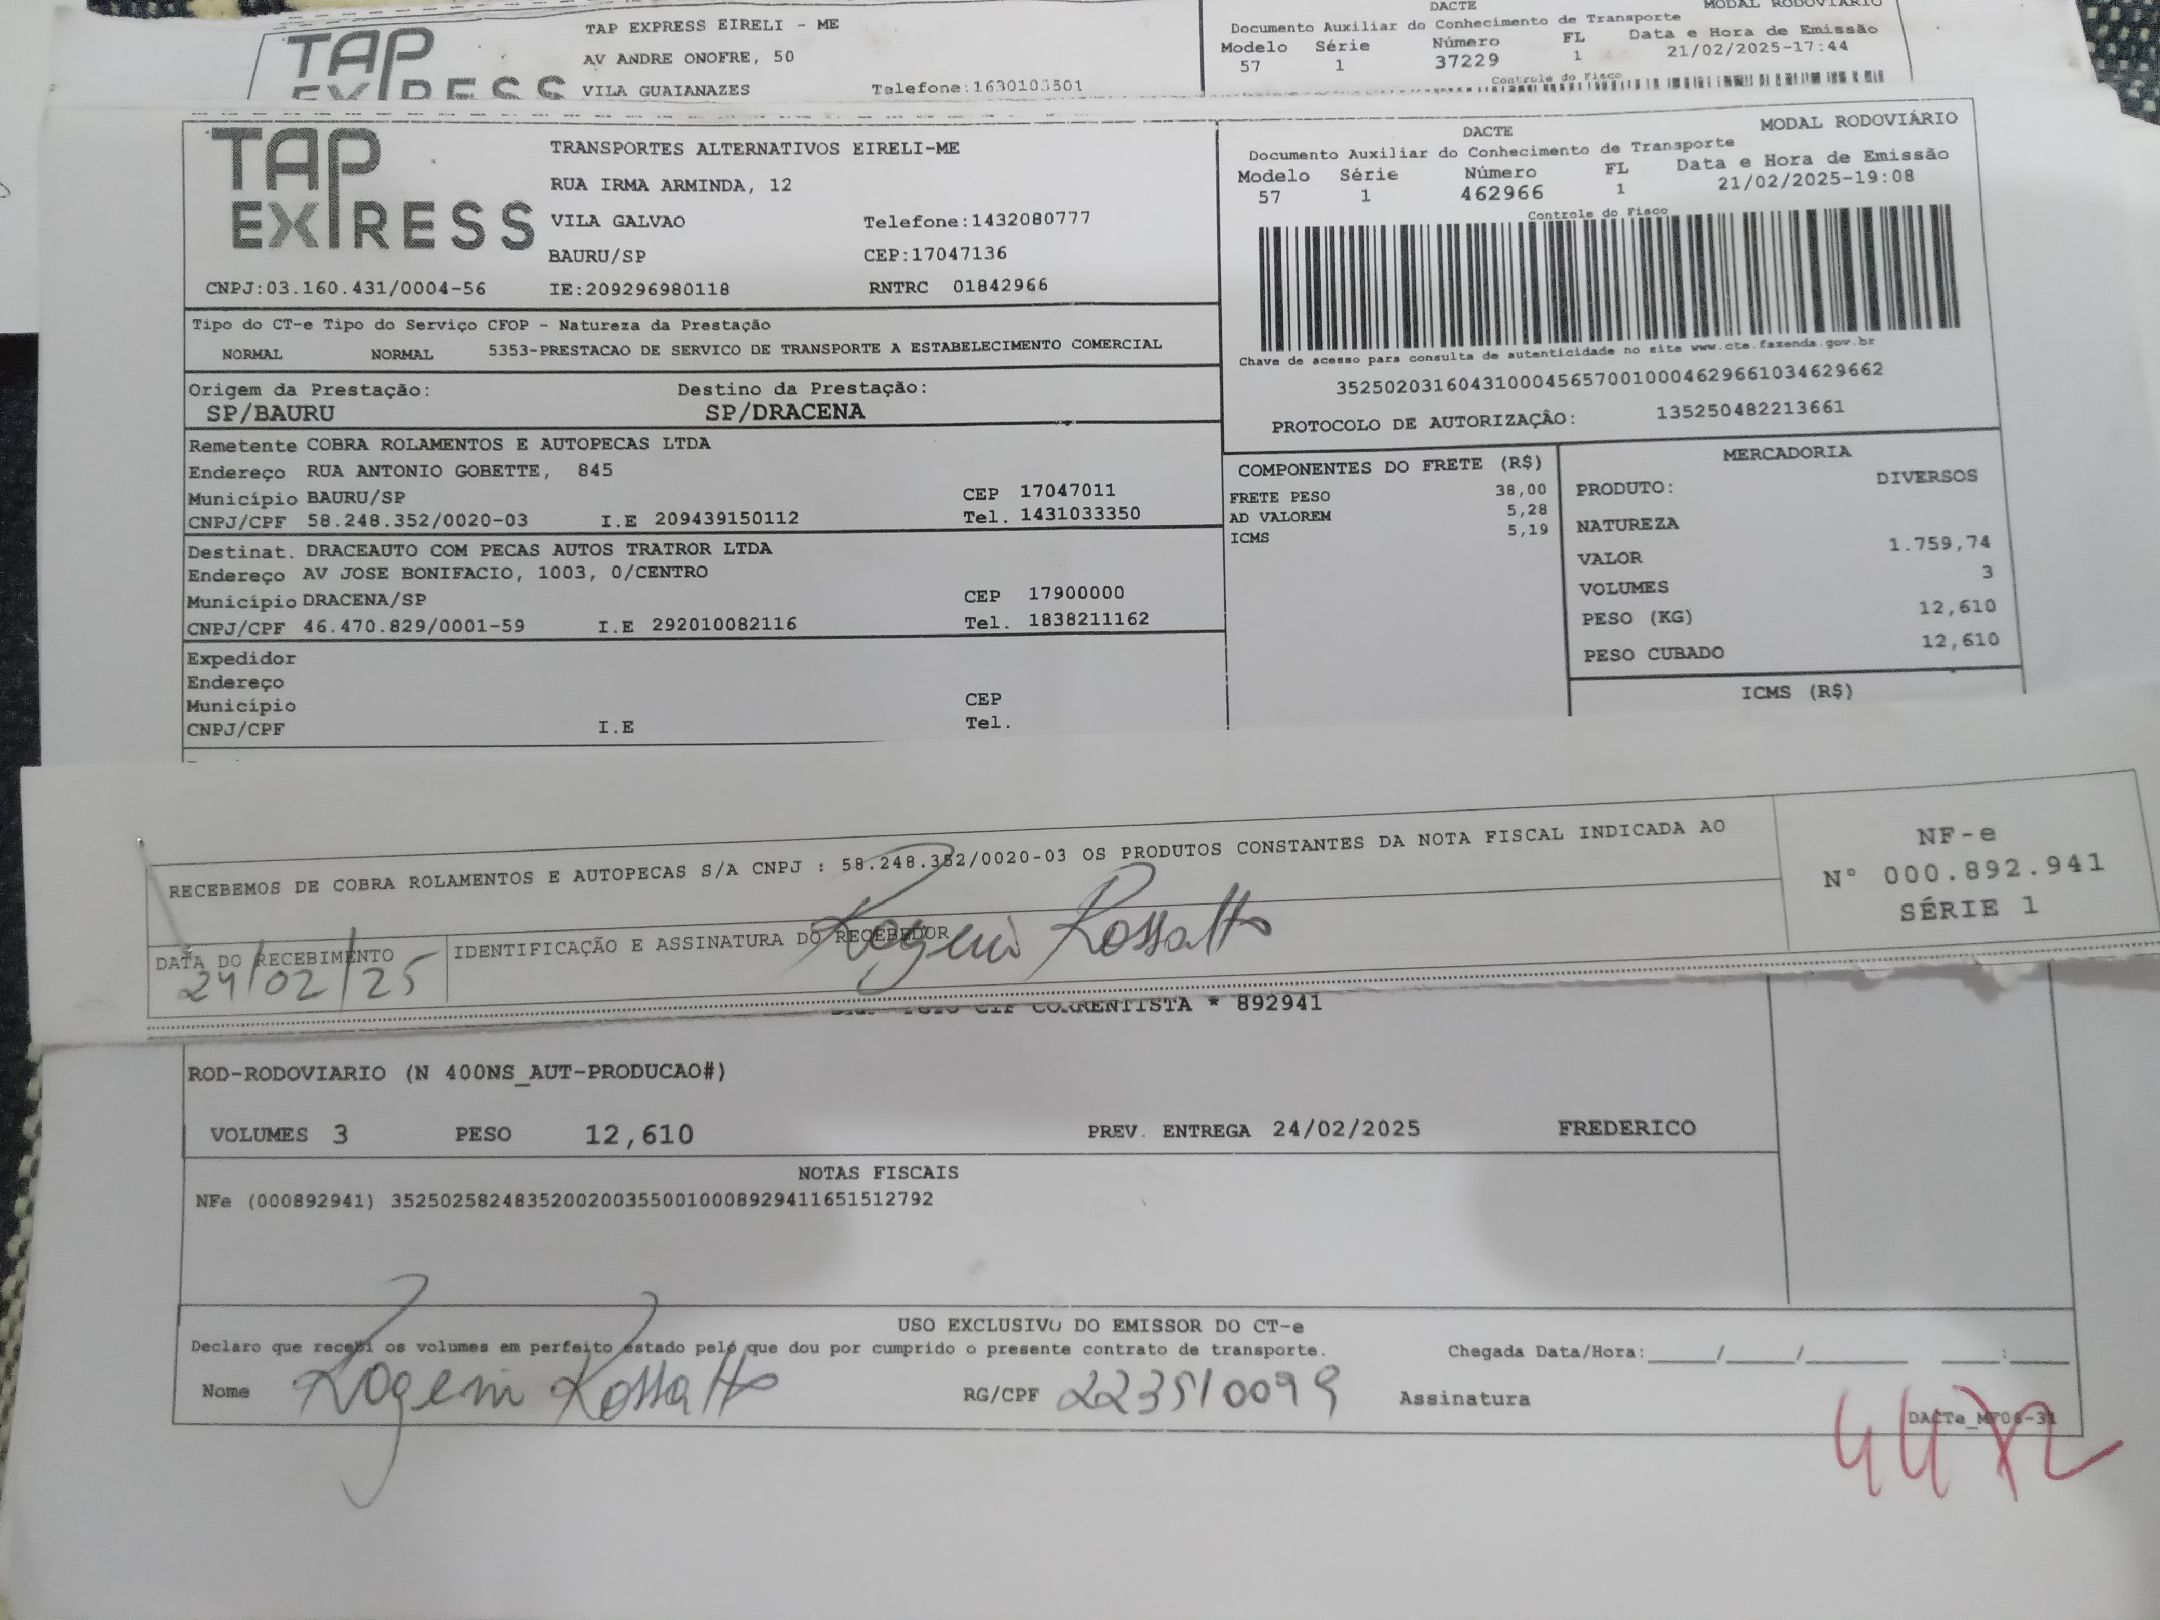 TAP EXPRESS
TAP EXPRESS EIRELI - ME
AV ANDRE ONOFRE, 50
VILA GUAIANAZES Telefone:1630103501
DACTE MODAL RODOVIÁRIO
Documento Auxiliar do Conhecimento de Transporte
Modelo Série Número FL Data e Hora de Emissão
57 1 37229 1 21/02/2025-17:44
Controle do Fisco
TAP EXPRESS
TRANSPORTES ALTERNATIVOS EIRELI-ME
RUA IRMA ARMINDA, 12
VILA GALVAO Telefone:1432080777
BAURU/SP CEP:17047136
CNPJ:03.160.431/0004-56 IE:209296980118 RNTRC 01842966
DACTE MODAL RODOVIÁRIO
Documento Auxiliar do Conhecimento de Transporte
Modelo Série Número FL Data e Hora de Emissão
57 1 462966 1 21/02/2025-19:08
Controle do Fisco
Chave de acesso para consulta de autenticidade no site www.cte.fazenda.gov.br
35250203160431000456570010004629661034629662
PROTOCOLO DE AUTORIZAÇÃO: 135250482213661
Tipo do CT-e Tipo do Serviço CFOP - Natureza da Prestação
NORMAL NORMAL 5353-PRESTACAO DE SERVICO DE TRANSPORTE A ESTABELECIMENTO COMERCIAL
Origem da Prestação: Destino da Prestação:
SP/BAURU SP/DRACENA
Remetente COBRA ROLAMENTOS E AUTOPECAS LTDA
Endereço RUA ANTONIO GOBETTE, 845
Município BAURU/SP CEP 17047011
CNPJ/CPF 58.248.352/0020-03 I.E 209439150112 Tel. 1431033350
Destinat. DRACEAUTO COM PECAS AUTOS TRATROR LTDA
Endereço AV JOSE BONIFACIO, 1003, 0/CENTRO
Município DRACENA/SP CEP 17900000
CNPJ/CPF 46.470.829/0001-59 I.E 292010082116 Tel. 1838211162
Expedidor
Endereço
Município CEP
CNPJ/CPF I.E Tel.
COMPONENTES DO FRETE (R$)
FRETE PESO 38,00
AD VALOREM 5,28
ICMS 5,19
MERCADORIA
PRODUTO: DIVERSOS
NATUREZA
VALOR 1.759,74
VOLUMES 3
PESO (KG) 12,610
PESO CUBADO 12,610
ICMS (R$)
RECEBEMOS DE COBRA ROLAMENTOS E AUTOPECAS S/A CNPJ : 58.248.352/0020-03 OS PRODUTOS CONSTANTES DA NOTA FISCAL INDICADA AO
DATA DO RECEBIMENTO IDENTIFICAÇÃO E ASSINATURA DO RECEBEDOR
24/02/25
NF-e
N° 000.892.941
SÉRIE 1
CIF CORRENTISTA * 892941
ROD-RODOVIARIO (N 400NS_AUT-PRODUCAO#)
VOLUMES 3 PESO 12,610 PREV. ENTREGA 24/02/2025 FREDERICO
NOTAS FISCAIS
NFe (000892941) 35250258248352002003550010008929411651512792
USO EXCLUSIVO DO EMISSOR DO CT-e
Declaro que recebi os volumes em perfeito estado pelo que dou por cumprido o presente contrato de transporte. Chegada Data/Hora:____/____/______ ____:____
Nome RG/CPF 223510099 Assinatura
DACTe_M706-31
4472